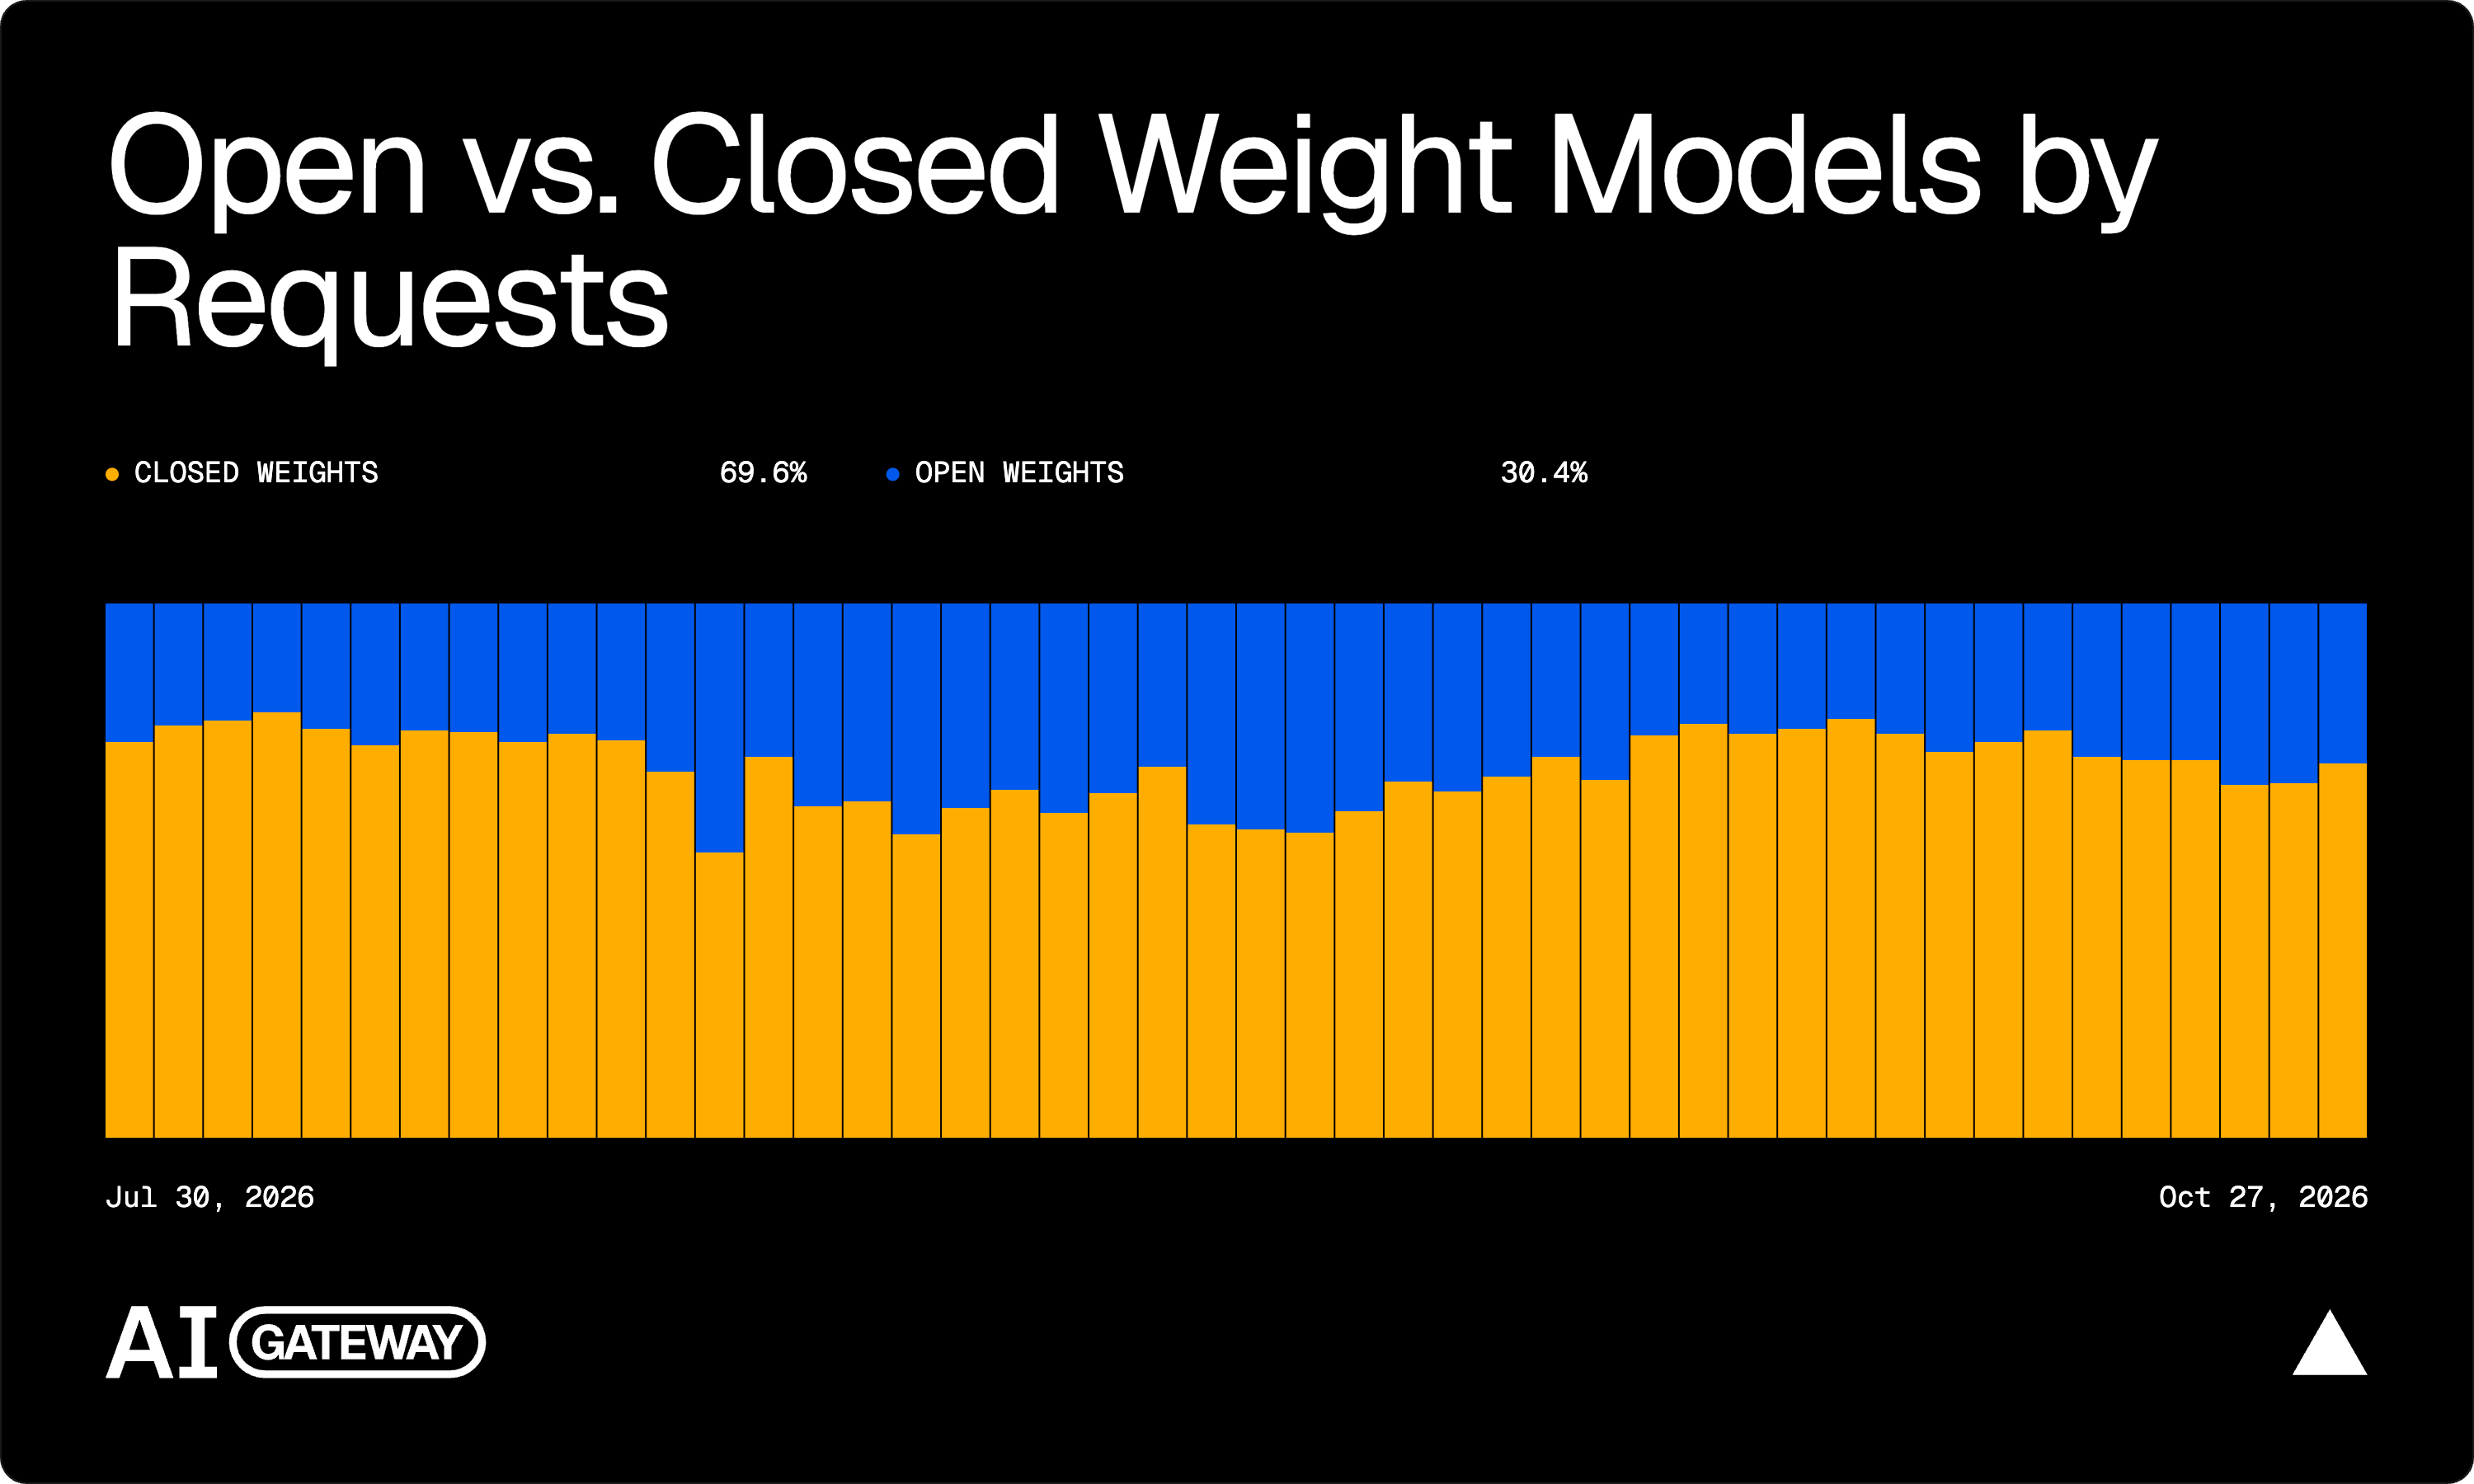 Open vs. Closed Weight Models by
Requests
CLOSED WEIGHTS 69.6% OPEN WEIGHTS 30.4%
Jul 30, 2026 Oct 27, 2026
AI GATEWAY